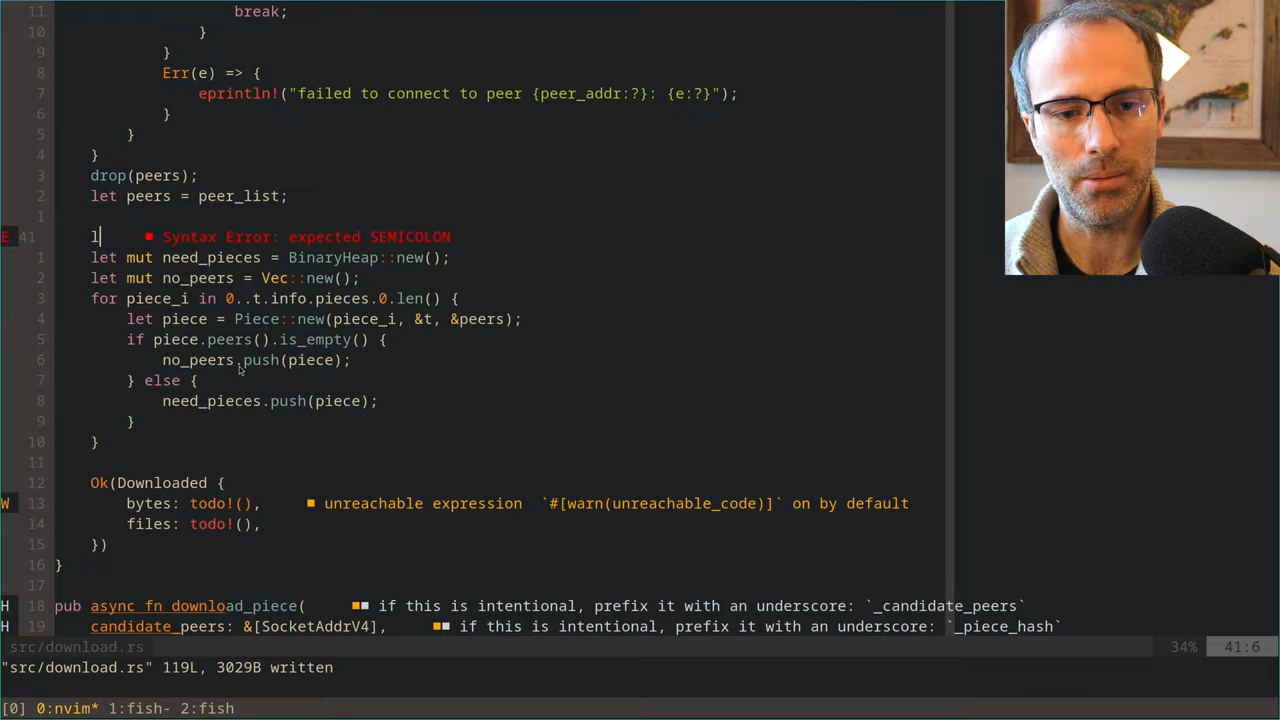 11                     break;
10                 }
9             }
8             Err(e) => {
7                 eprintln!("failed to connect to peer {peer_addr:?}: {e:?}");
6             }
5         }
4     }
3     drop(peers);
2     let peers = peer_list;
1
E 41     l     ■ Syntax Error: expected SEMICOLON
1     let mut need_pieces = BinaryHeap::new();
2     let mut no_peers = Vec::new();
3     for piece_i in 0..t.info.pieces.0.len() {
4         let piece = Piece::new(piece_i, &t, &peers);
5         if piece.peers().is_empty() {
6             no_peers.push(piece);
7         } else {
8             need_pieces.push(piece);
9         }
10     }
11
12     Ok(Downloaded {
W 13         bytes: todo!(),     ■ unreachable expression  `#[warn(unreachable_code)]` on by default
14         files: todo!(),
15     })
16 }
17
H 18 pub async fn download_piece(     ■■ if this is intentional, prefix it with an underscore: `_candidate_peers`
H 19     candidate_peers: &[SocketAddrV4],     ■■ if this is intentional, prefix it with an underscore: `_piece_hash`
src/download.rs 34% 41:6
"src/download.rs" 119L, 3029B written
[0] 0:nvim* 1:fish- 2:fish